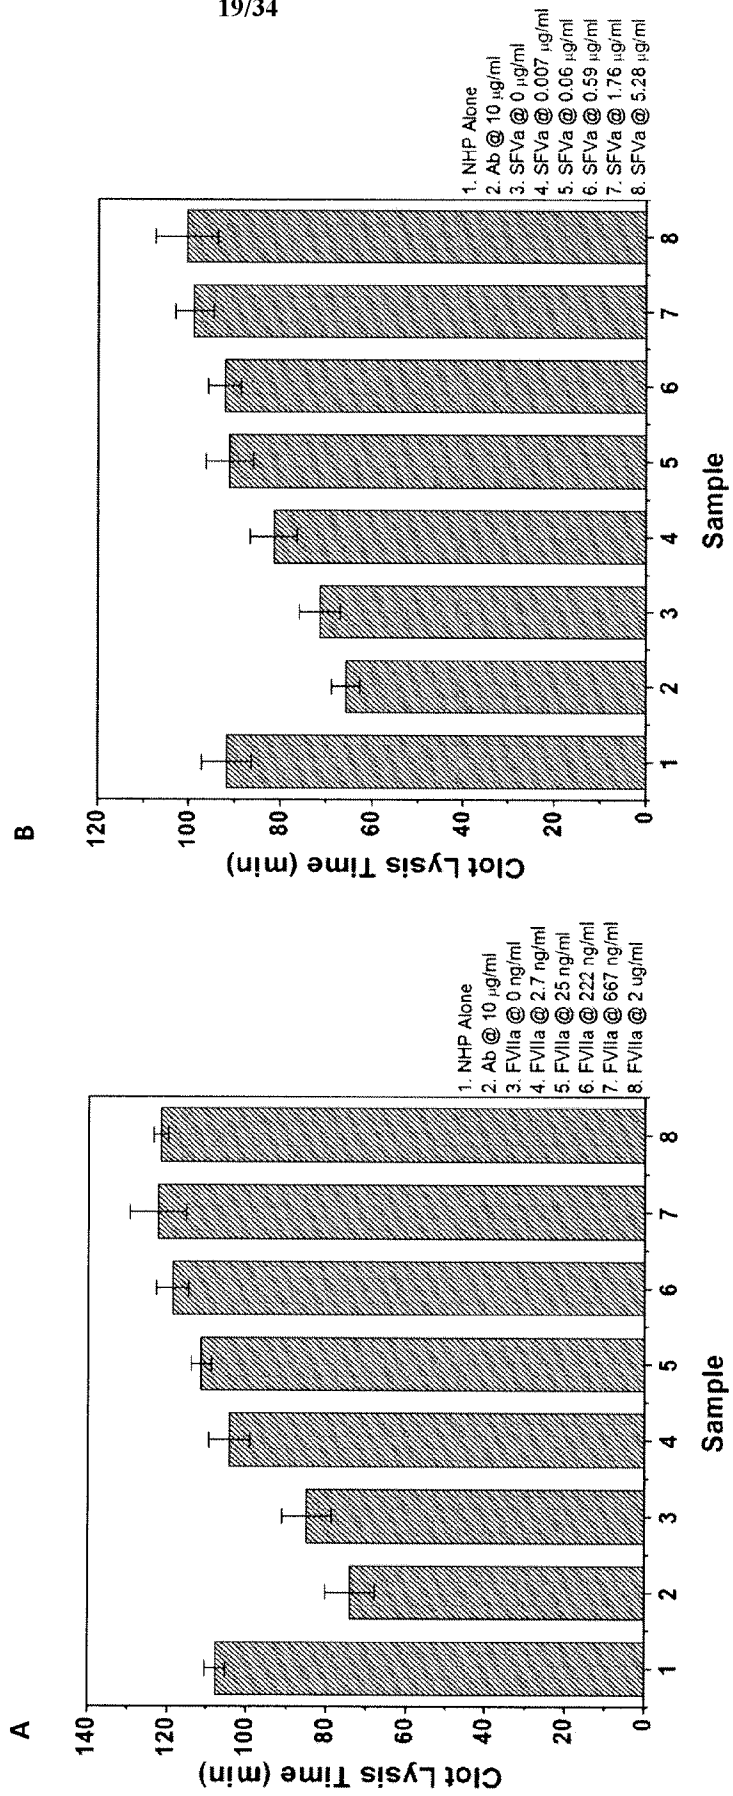 19/34
A
Clot Lysis Time (min)
140
120
100
80
60
40
20
0
1 2 3 4 5 6 7 8
Sample
1. NHP Alone
2. Ab @ 10 µg/ml
3. FVIIa @ 0 ng/ml
4. FVIIa @ 2.7 ng/ml
5. FVIIa @ 25 ng/ml
6. FVIIa @ 222 ng/ml
7. FVIIa @ 667 ng/ml
8. FVIIa @ 2 ug/ml
B
Clot Lysis Time (min)
120
100
80
60
40
20
0
1 2 3 4 5 6 7 8
Sample
1. NHP Alone
2. Ab @ 10 µg/ml
3. SFVa @ 0 µg/ml
4. SFVa @ 0.007 µg/ml
5. SFVa @ 0.06 µg/ml
6. SFVa @ 0.59 µg/ml
7. SFVa @ 1.76 µg/ml
8. SFVa @ 5.28 µg/ml